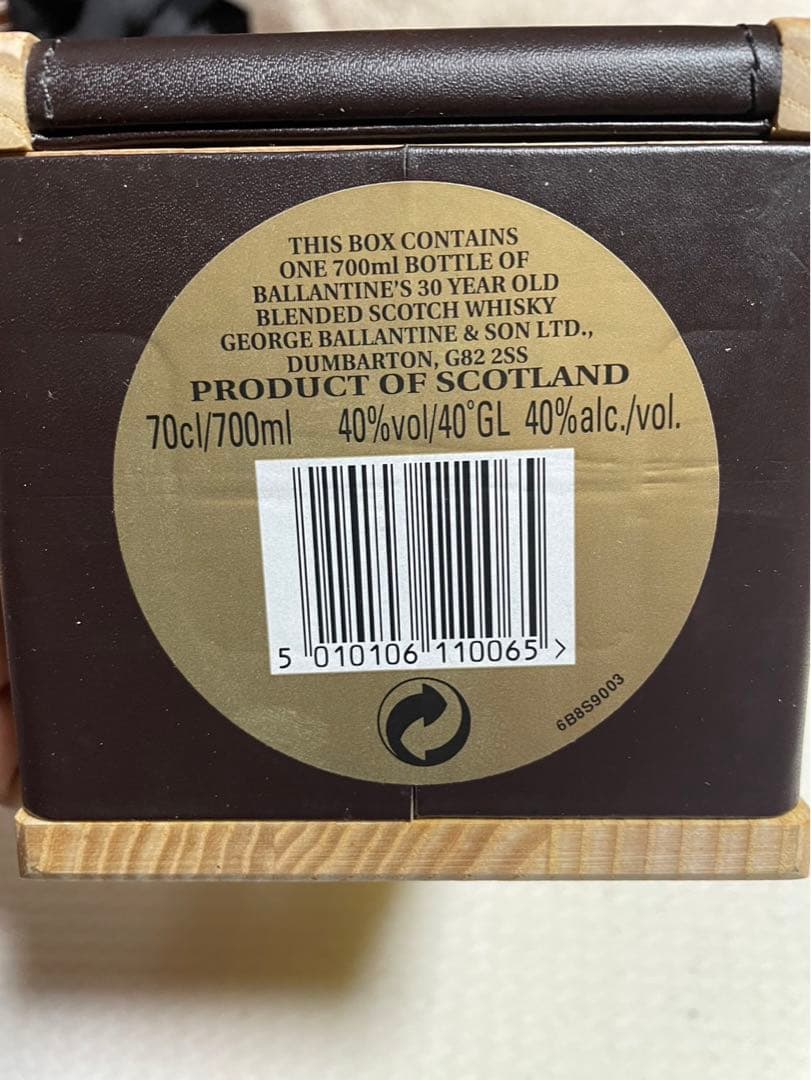 THIS BOX CONTAINS
ONE 700ml BOTTLE OF
BALLANTINE'S 30 YEAR OLD
BLENDED SCOTCH WHISKY
GEORGE BALLANTINE & SON LTD.,
DUMBARTON, G82 2SS
PRODUCT OF SCOTLAND
70cl/700ml 40%vol/40°GL 40%alc./vol.
5 010106 110065 >
6B8S9003